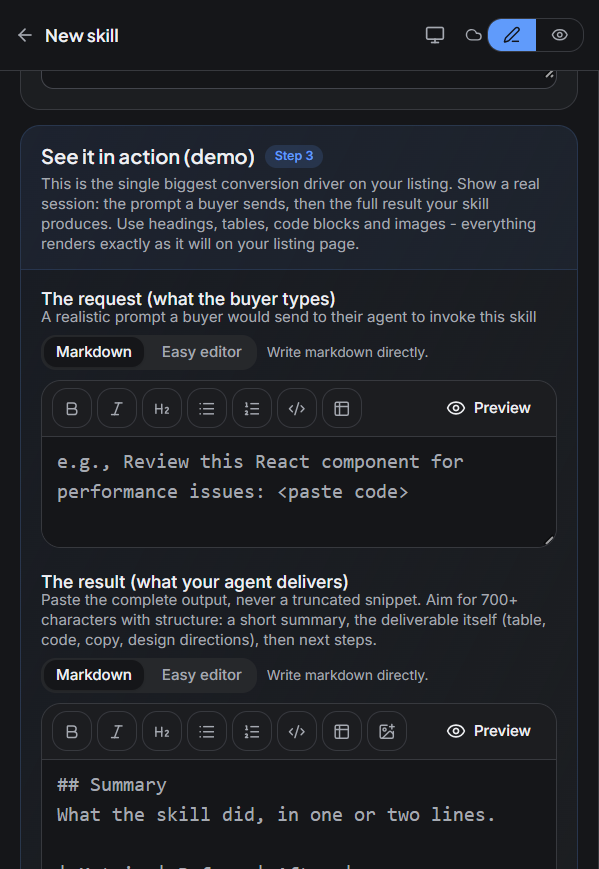 New skill
See it in action (demo) Step 3
This is the single biggest conversion driver on your listing. Show a real
session: the prompt a buyer sends, then the full result your skill
produces. Use headings, tables, code blocks and images - everything
renders exactly as it will on your listing page.
The request (what the buyer types)
A realistic prompt a buyer would send to their agent to invoke this skill
Markdown Easy editor Write markdown directly.
B I H2 </> Preview
e.g., Review this React component for
performance issues: <paste code>
The result (what your agent delivers)
Paste the complete output, never a truncated snippet. Aim for 700+
characters with structure: a short summary, the deliverable itself (table,
code, copy, design directions), then next steps.
Markdown Easy editor Write markdown directly.
B I H2 </> Preview
## Summary
What the skill did, in one or two lines.